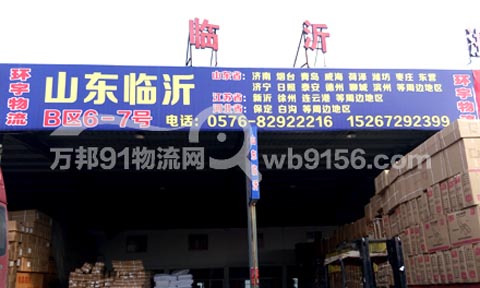 临沂
环宇物流
山东临沂
B区6-7号
电话：0576-82922216 15267292399
山东省：济南 烟台 青岛 威海 菏泽 潍坊 枣庄 东营
济宁 日照 泰安 德州 聊城 滨州 等周边地区
江苏省：新沂 徐州 连云港 等周边地区
河北省：保定 白沟 等周边地区
万邦91物流网 wb9156.com